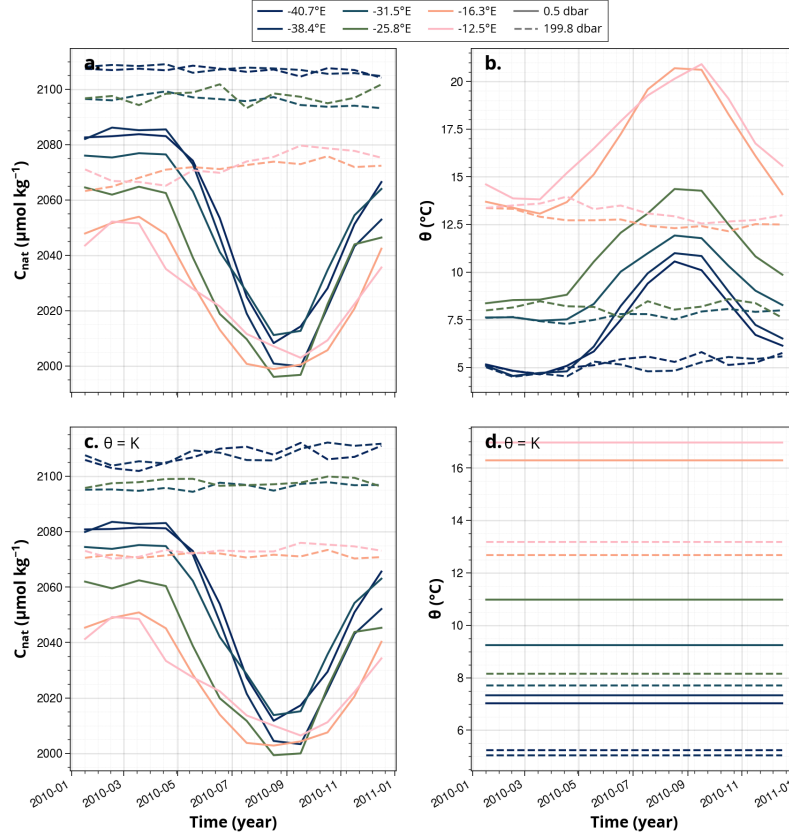 -40.7°E -31.5°E -16.3°E 0.5 dbar
-38.4°E -25.8°E -12.5°E 199.8 dbar
a.
2100
2080
2060
2040
2020
2000
Cnat (μmol kg⁻¹)
b.
20
17.5
15
12.5
10
7.5
5
θ (°C)
c. θ = K
2100
2080
2060
2040
2020
2000
Cnat (μmol kg⁻¹)
2010-01 2010-03 2010-05 2010-07 2010-09 2010-11 2011-01
Time (year)
d. θ = K
16
14
12
10
8
6
θ (°C)
2010-01 2010-03 2010-05 2010-07 2010-09 2010-11
Time (year)